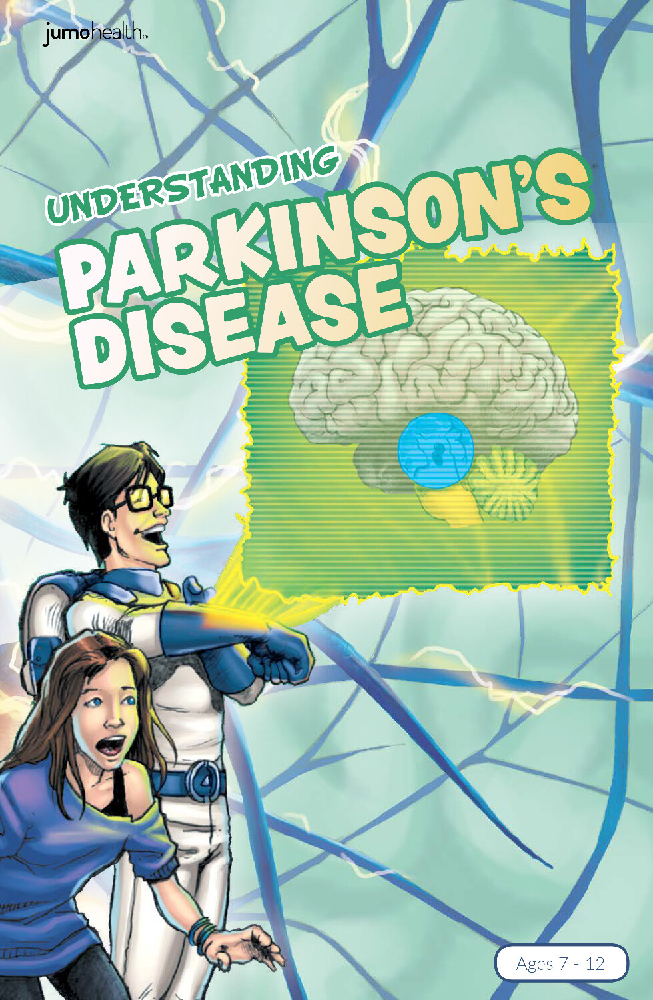 jumohealth®
UNDERSTANDING
PARKINSON'S
DISEASE
Ages 7 - 12